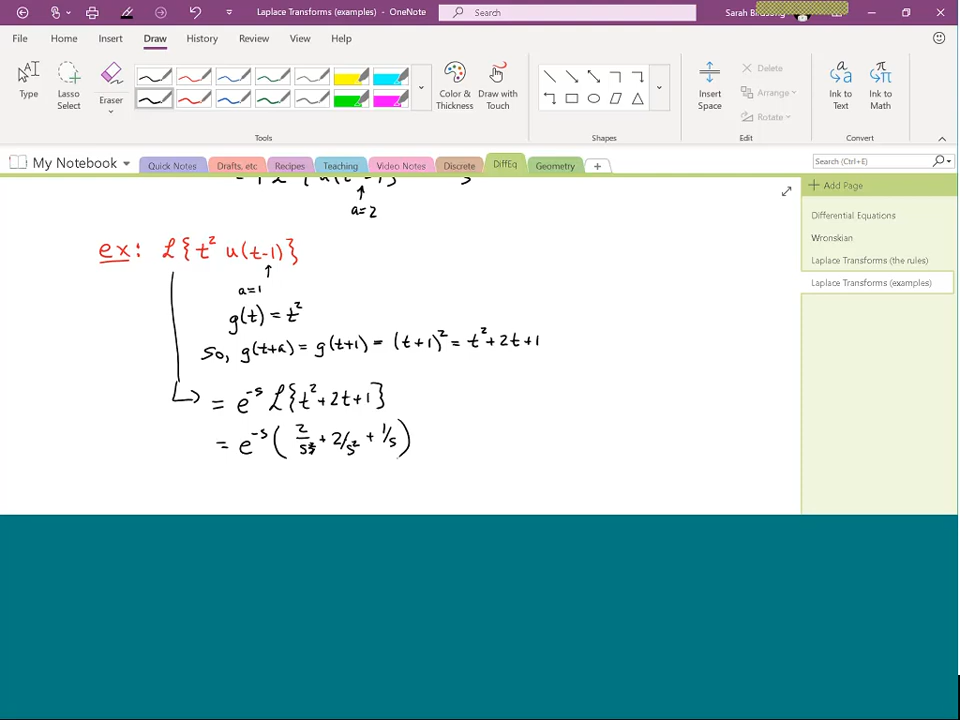 Laplace Transforms (examples) - OneNote
Search
Sarah
File Home Insert Draw History Review View Help
Type
Lasso Select
Eraser
Color & Thickness
Draw with Touch
Insert Space
Delete
Arrange
Rotate
Ink to Text
Ink to Math
Tools
Shapes
Edit
Convert
My Notebook
Quick Notes Drafts, etc Recipes Teaching Video Notes Discrete DiffEq Geometry +
Search (Ctrl+E)
+ Add Page
Differential Equations
Wronskian
Laplace Transforms (the rules)
Laplace Transforms (examples)
a=2
ex: ℒ{t² u(t-1)}
a=1
g(t) = t²
so, g(t+a) = g(t+1) = (t+1)² = t²+2t+1
= e^{-s} ℒ{t²+2t+1}
= e^{-s} (2/s³ + 2/s² + 1/s)